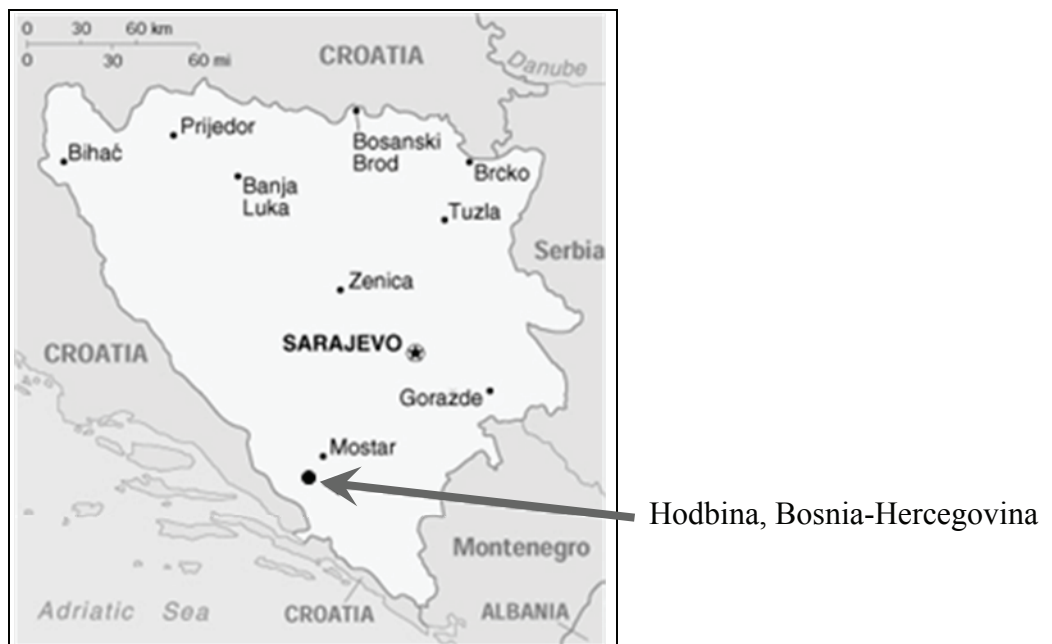 0 30 60 km
0 30 60 mi
CROATIA
Danube
Prijedor
Bosanski
Brod
Bihać
Brcko
Banja
Luka
Tuzla
Serbia
Zenica
SARAJEVO
CROATIA
Goražde
Mostar
Hodbina, Bosnia-Hercegovina
Montenegro
Adriatic Sea
CROATIA
ALBANIA